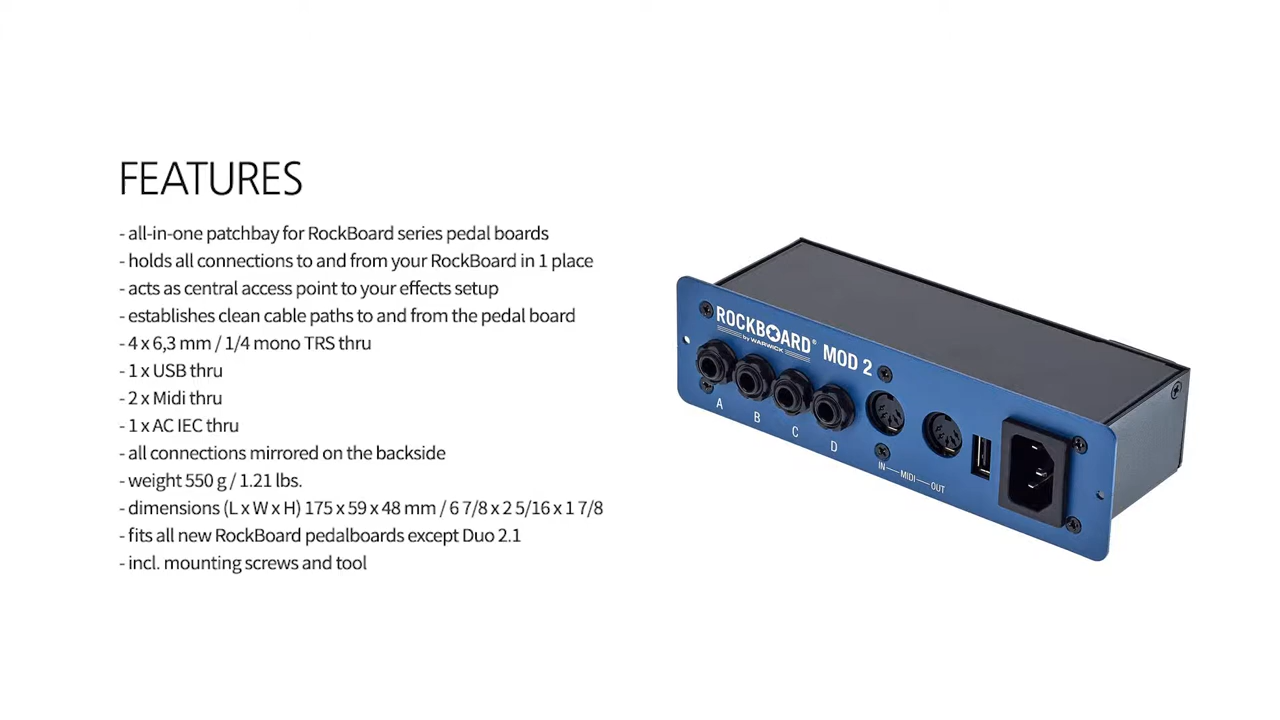 FEATURES
- all-in-one patchbay for RockBoard series pedal boards
- holds all connections to and from your RockBoard in 1 place
- acts as central access point to your effects setup
- establishes clean cable paths to and from the pedal board
- 4 x 6,3 mm / 1/4 mono TRS thru
- 1 x USB thru
- 2 x Midi thru
- 1 x AC IEC thru
- all connections mirrored on the backside
- weight 550 g / 1.21 lbs.
- dimensions (L x W x H) 175 x 59 x 48 mm / 6 7/8 x 2 5/16 x 1 7/8
- fits all new RockBoard pedalboards except Duo 2.1
- incl. mounting screws and tool
ROCKBOARD® MOD 2
by WARWICK
A B C D
IN MIDI OUT